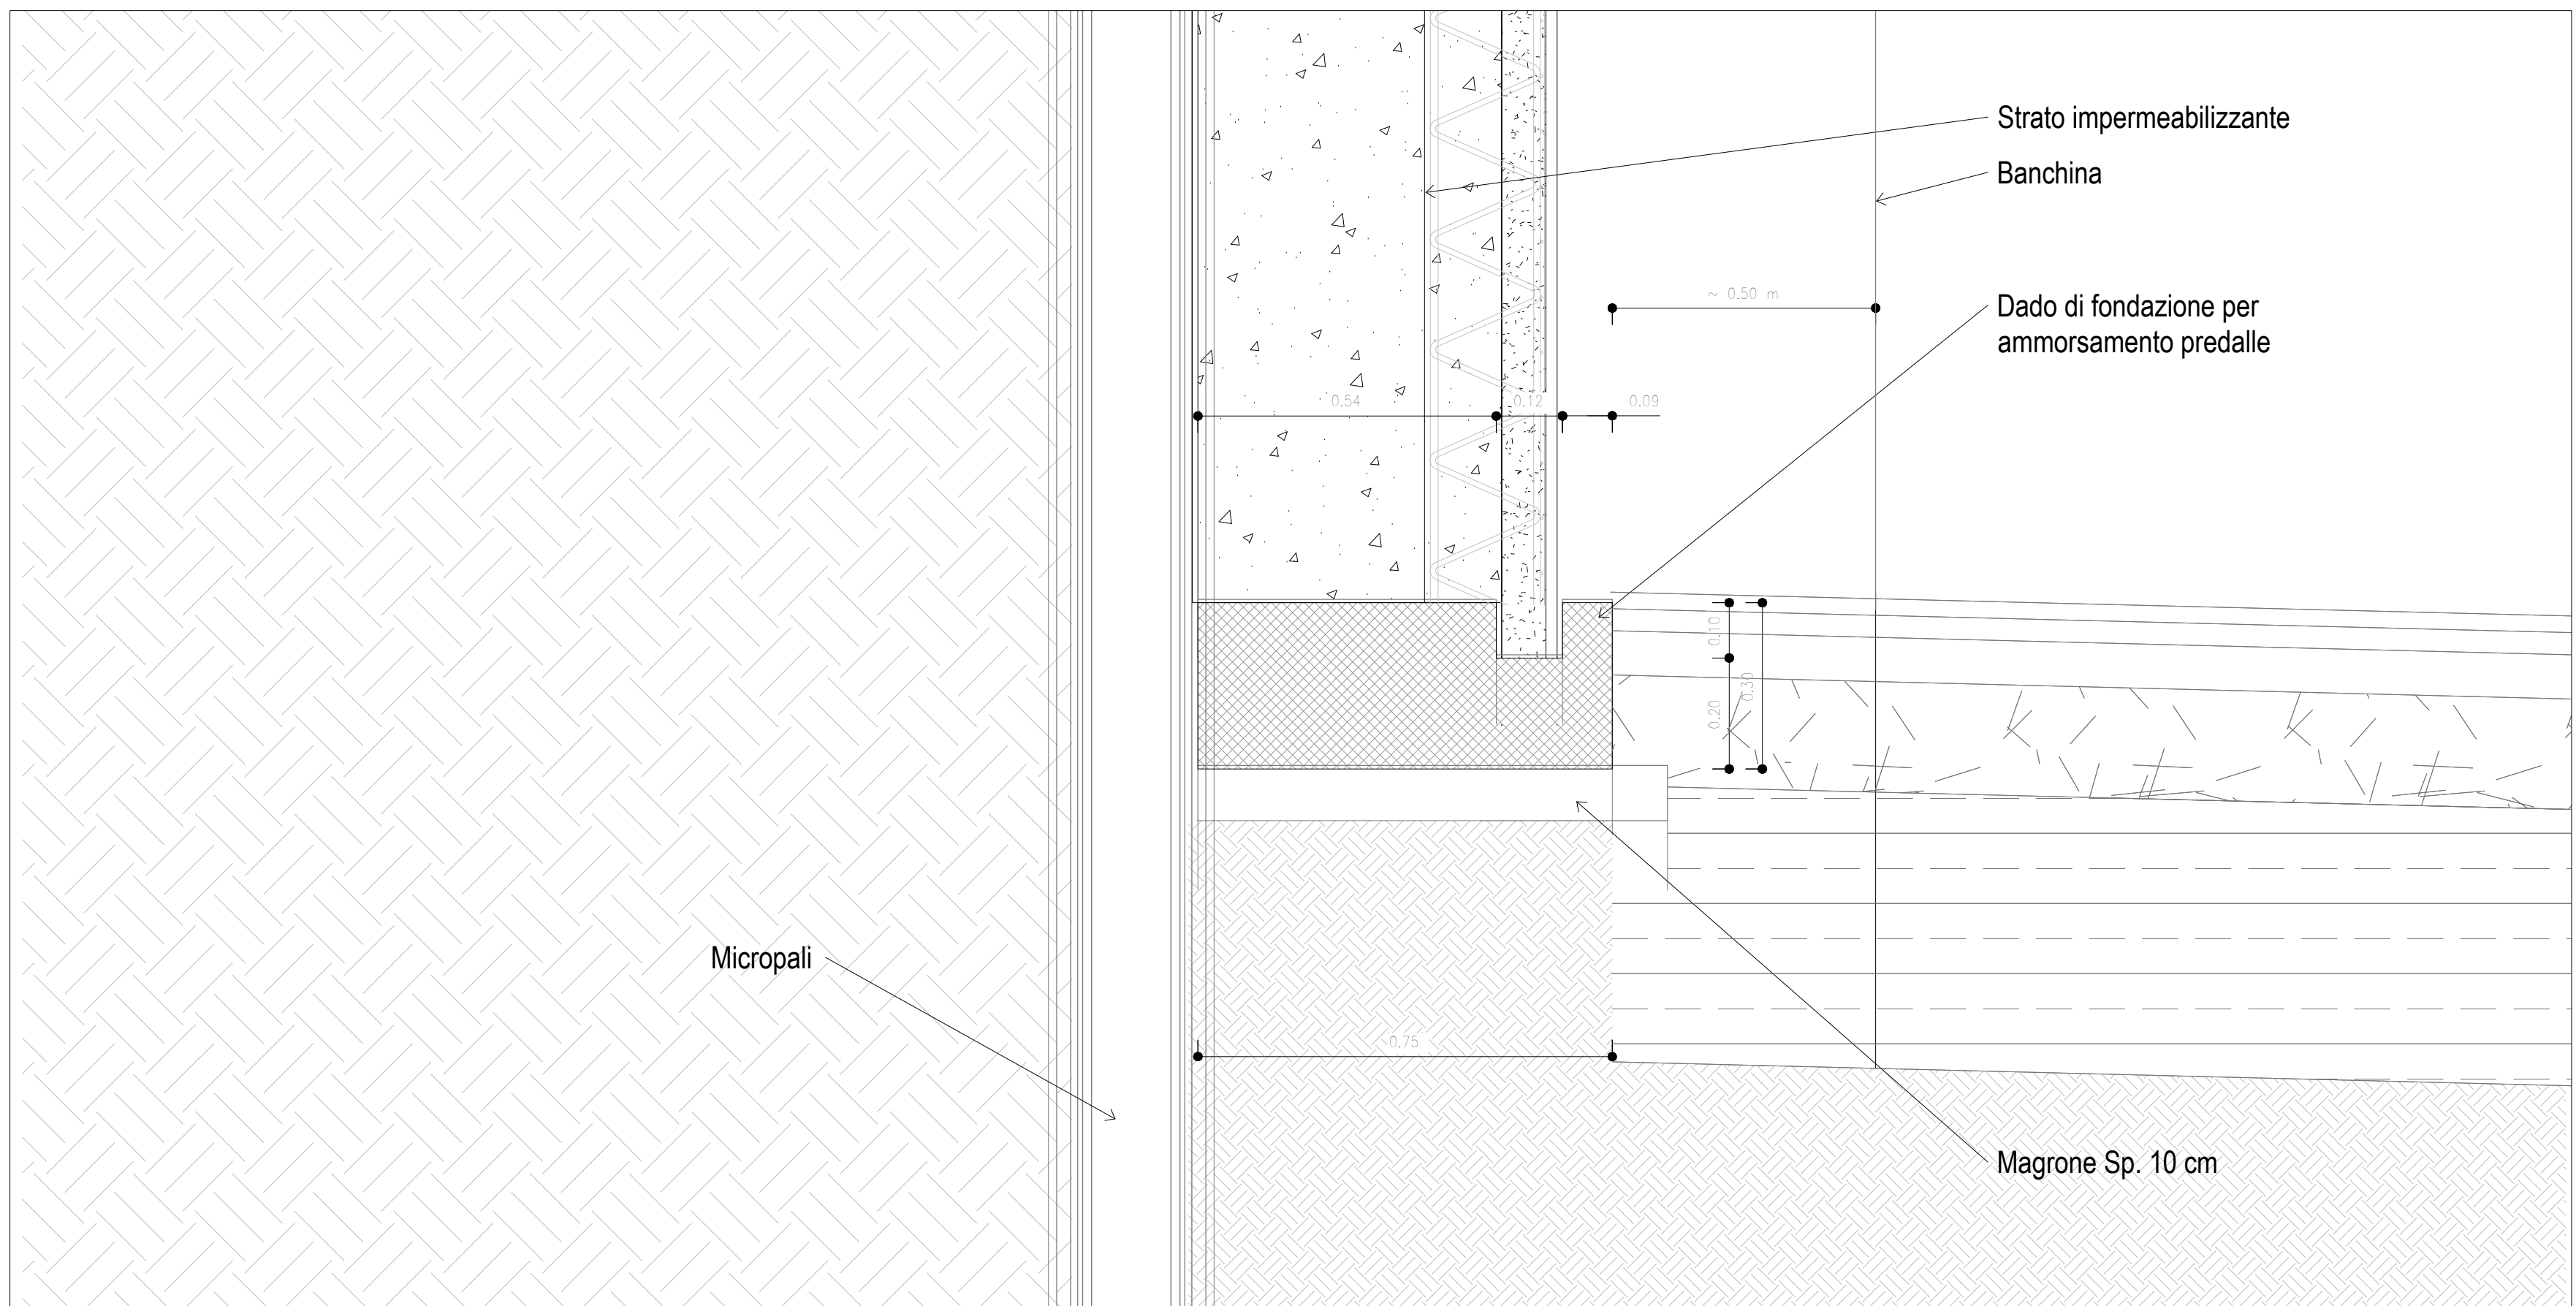 Strato impermeabilizzante
Banchina
~ 0.50 m
Dado di fondazione per
ammorsamento predalle
0.54
0.12
0.09
0.10
0.30
0.20
Micropali
0.75
Magrone Sp. 10 cm